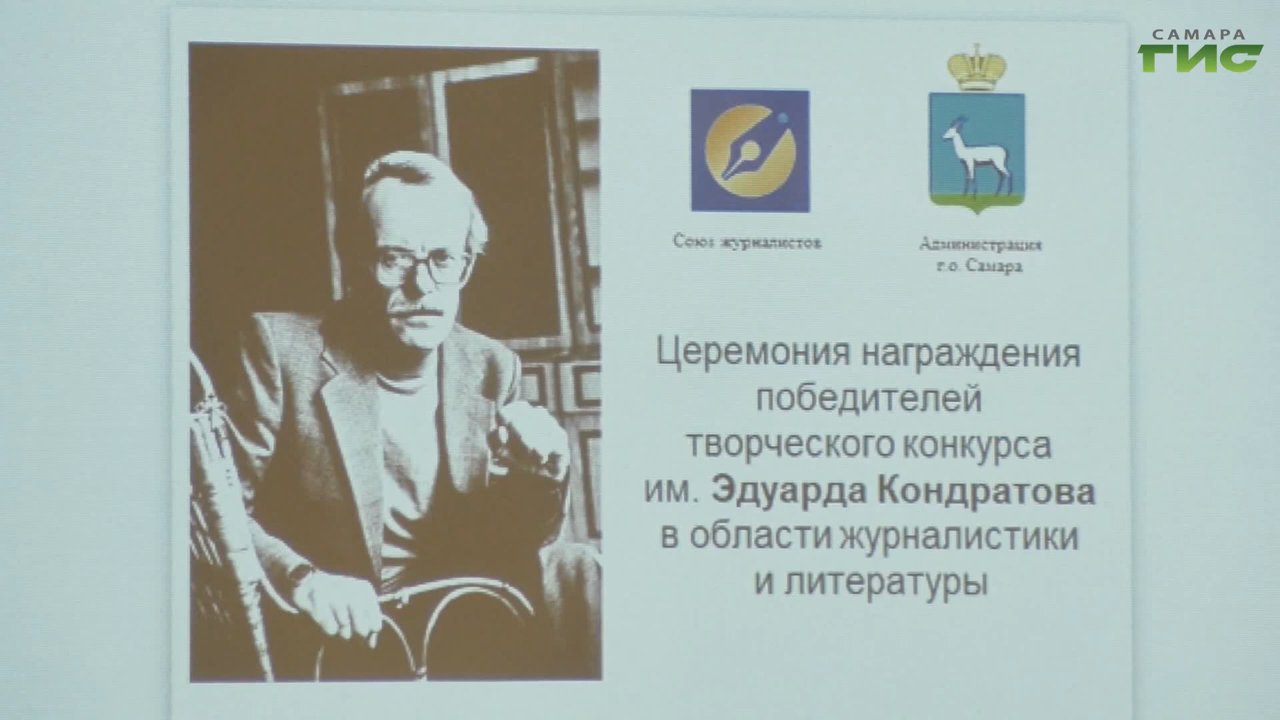 САМАРА
ГИС
Союз журналистов
Администрация
г.о. Самара
Церемония награждения
победителей
творческого конкурса
им. Эдуарда Кондратова
в области журналистики
и литературы